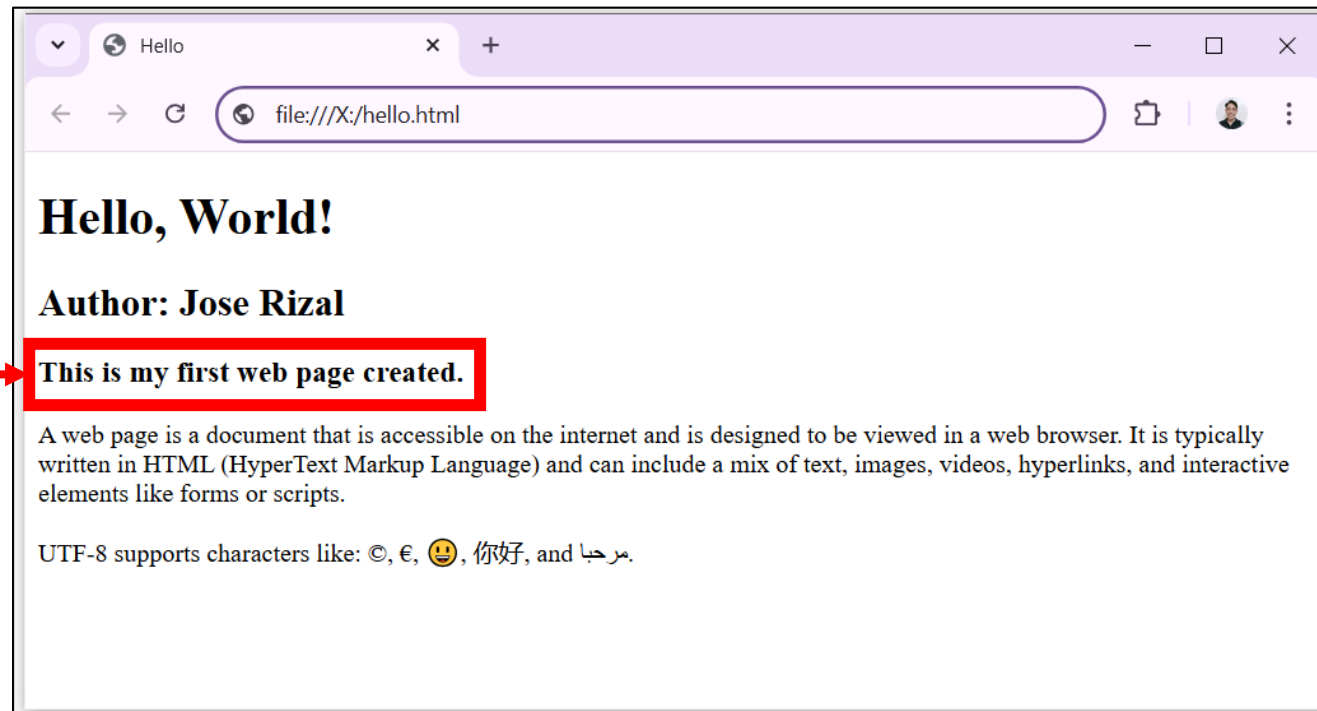 Hello
file:///X:/hello.html
Hello, World!
Author: Jose Rizal
This is my first web page created.
A web page is a document that is accessible on the internet and is designed to be viewed in a web browser. It is typically
written in HTML (HyperText Markup Language) and can include a mix of text, images, videos, hyperlinks, and interactive
elements like forms or scripts.
UTF-8 supports characters like: ©, €, 😃, 你好, and مرحبا.